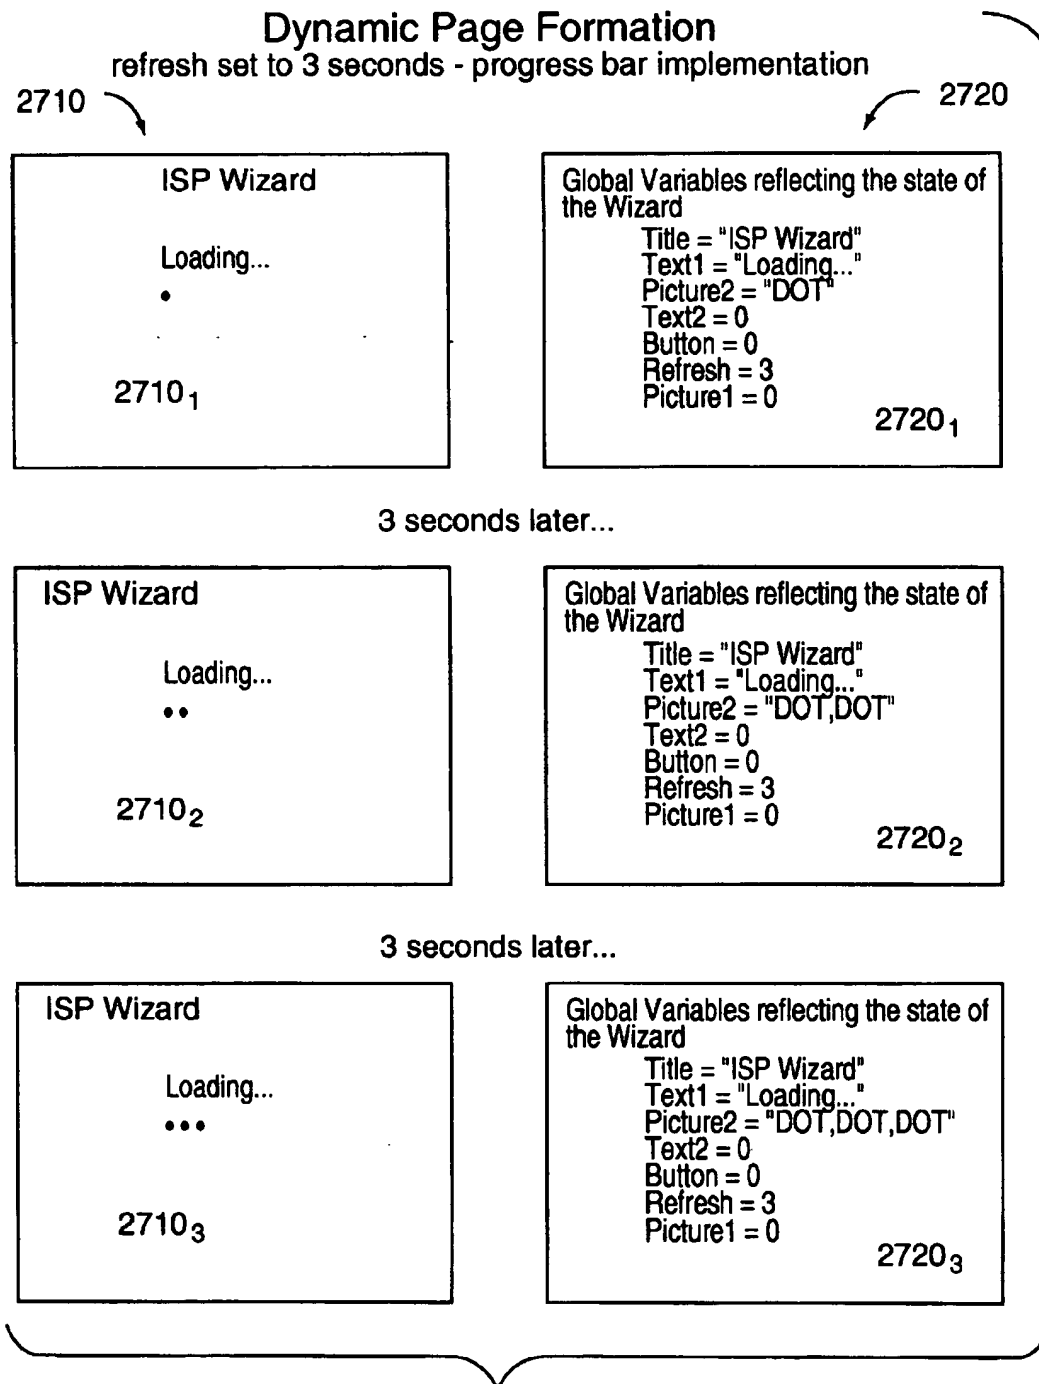 Dynamic Page Formation
refresh set to 3 seconds - progress bar implementation
2710
2720
ISP Wizard
Loading...
2710₁
Global Variables reflecting the state of
the Wizard
Title = "ISP Wizard"
Text1 = "Loading..."
Picture2 = "DOT"
Text2 = 0
Button = 0
Refresh = 3
Picture1 = 0
2720₁
3 seconds later...
ISP Wizard
Loading...
2710₂
Global Variables reflecting the state of
the Wizard
Title = "ISP Wizard"
Text1 = "Loading..."
Picture2 = "DOT,DOT"
Text2 = 0
Button = 0
Refresh = 3
Picture1 = 0
2720₂
3 seconds later...
ISP Wizard
Loading...
2710₃
Global Variables reflecting the state of
the Wizard
Title = "ISP Wizard"
Text1 = "Loading..."
Picture2 = "DOT,DOT,DOT"
Text2 = 0
Button = 0
Refresh = 3
Picture1 = 0
2720₃